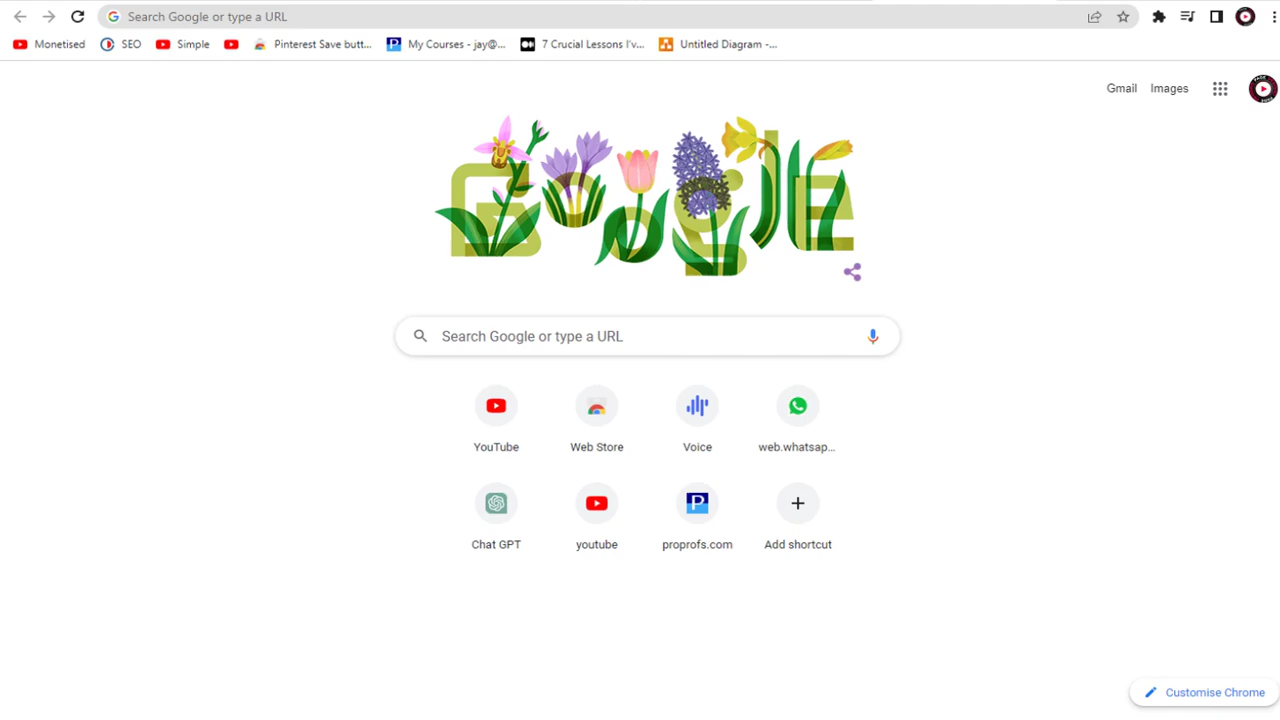 Search Google or type a URL
Monetised SEO Simple Pinterest Save butt... My Courses - jay@... 7 Crucial Lessons I'v... Untitled Diagram -...
Gmail Images
Google
Search Google or type a URL
YouTube Web Store Voice web.whatsap...
Chat GPT youtube proprofs.com Add shortcut
Customise Chrome